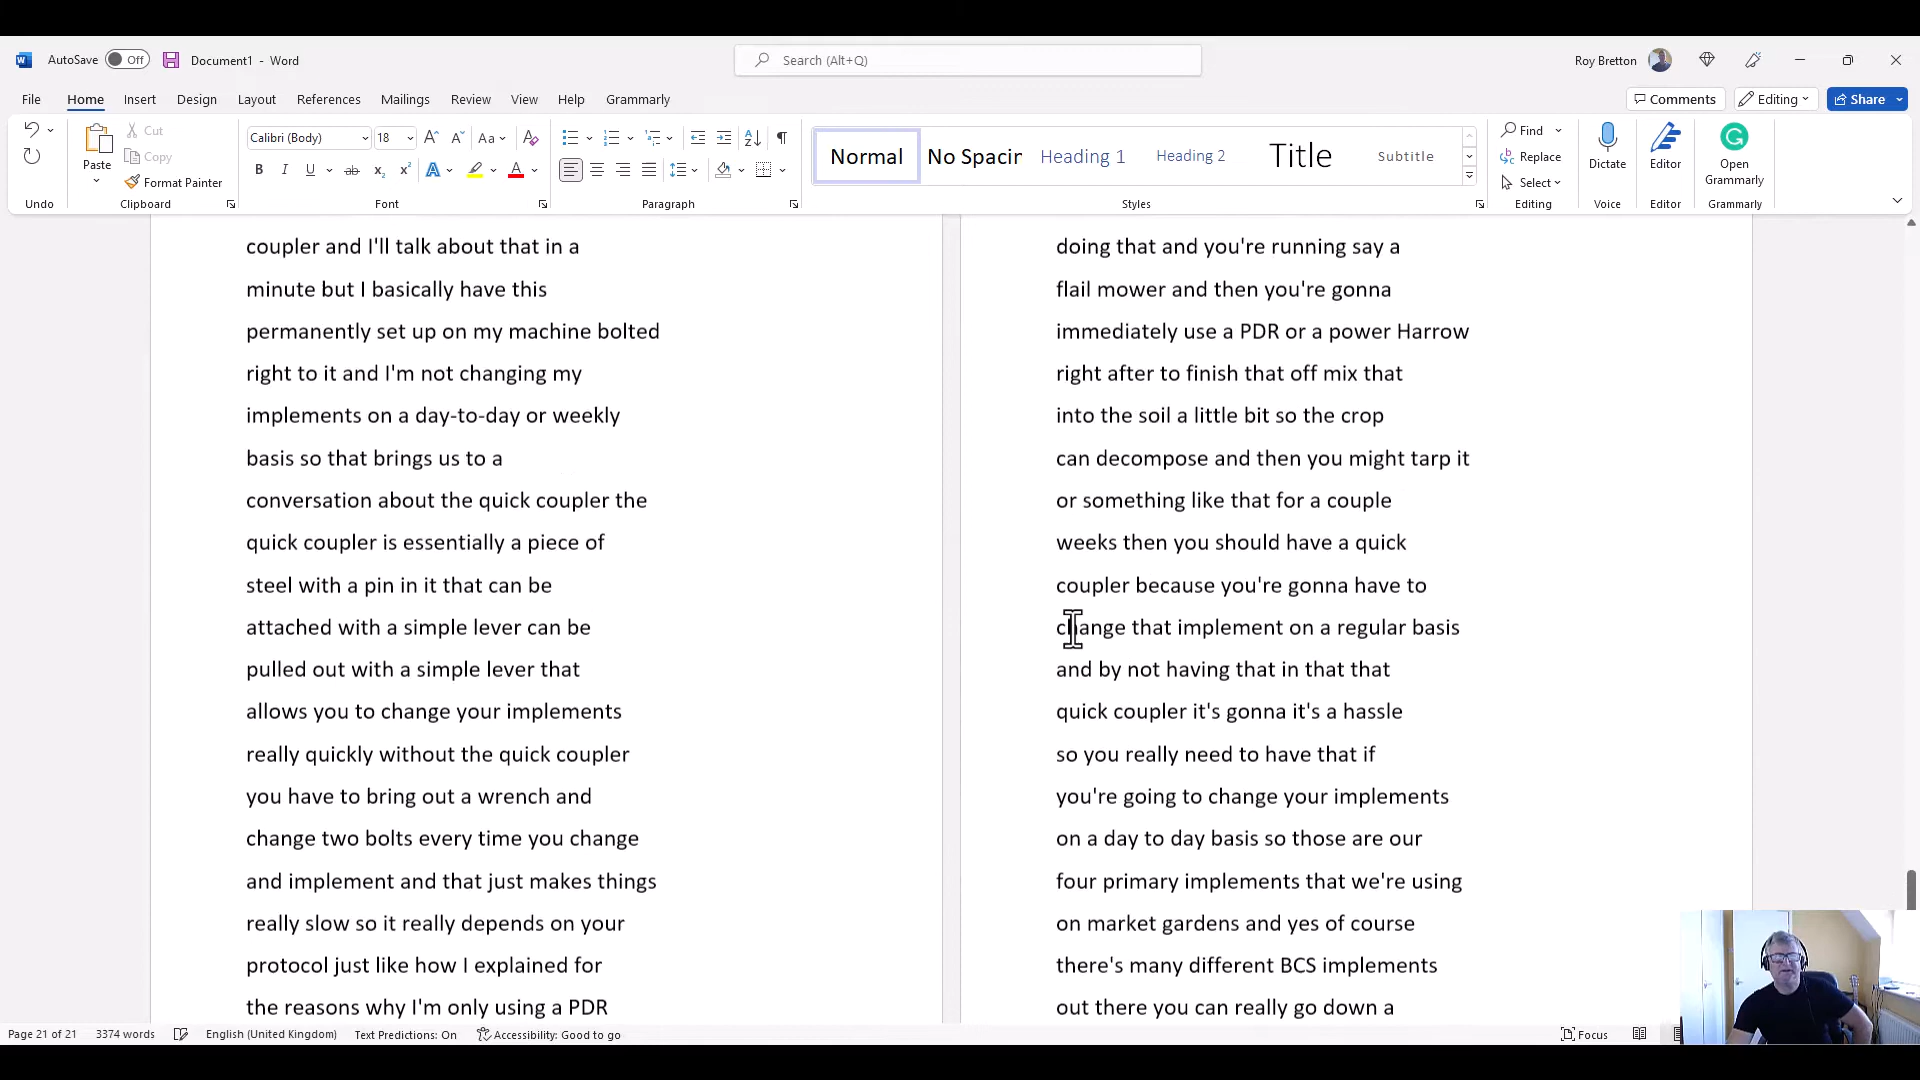 AutoSave Off Document1 - Word Search (Alt+Q) Roy Bretton
File Home Insert Design Layout References Mailings Review View Help Grammarly Comments Editing Share
Paste Cut Copy Format Painter
Calibri (Body) 18
Normal No Spacin Heading 1 Heading 2 Title Subtitle
Find Replace Select
Dictate Editor Open Grammarly
Undo Clipboard Font Paragraph Styles Editing Voice Editor Grammarly
coupler and I'll talk about that in a
minute but I basically have this
permanently set up on my machine bolted
right to it and I'm not changing my
implements on a day-to-day or weekly
basis so that brings us to a
conversation about the quick coupler the
quick coupler is essentially a piece of
steel with a pin in it that can be
attached with a simple lever can be
pulled out with a simple lever that
allows you to change your implements
really quickly without the quick coupler
you have to bring out a wrench and
change two bolts every time you change
and implement and that just makes things
really slow so it really depends on your
protocol just like how I explained for
the reasons why I'm only using a PDR
doing that and you're running say a
flail mower and then you're gonna
immediately use a PDR or a power Harrow
right after to finish that off mix that
into the soil a little bit so the crop
can decompose and then you might tarp it
or something like that for a couple
weeks then you should have a quick
coupler because you're gonna have to
change that implement on a regular basis
and by not having that in that that
quick coupler it's gonna it's a hassle
so you really need to have that if
you're going to change your implements
on a day to day basis so those are our
four primary implements that we're using
on market gardens and yes of course
there's many different BCS implements
out there you can really go down a
Page 21 of 21 3374 words English (United Kingdom) Text Predictions: On Accessibility: Good to go Focus